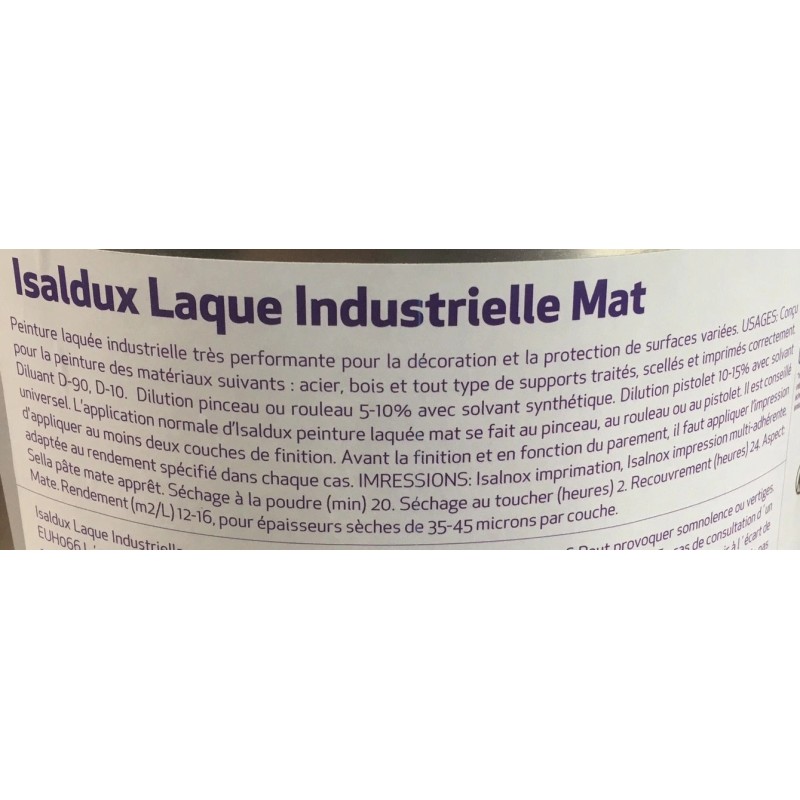 Isaldux Laque Industrielle Mat
Peinture laquée industrielle très performante pour la décoration et la protection de surfaces variées. USAGES: Conçu
pour la peinture des matériaux suivants : acier, bois et tout type de supports traités, scellés et imprimés correctement.
Diluant D-90, D-10. Dilution pinceau ou rouleau 5-10% avec solvant synthétique. Dilution pistolet 10-15% avec solvant
universel. L'application normale d'Isaldux peinture laquée mat se fait au pinceau, au rouleau ou au pistolet. Il est conseillé
d'appliquer au moins deux couches de finition. Avant la finition et en fonction du parement, il faut appliquer l'impression
adaptée au rendement spécifié dans chaque cas. IMRESSIONS: Isalnox imprimation, Isalnox impression multi-adhérente.
Sella pâte mate apprêt. Séchage à la poudre (min) 20. Séchage au toucher (heures) 2. Recouvrement (heures) 24. Aspect:
Mate. Rendement (m2/L) 12-16, pour épaisseurs sèches de 35-45 microns par couche.
Isaldux Laque Industrielle Peut provoquer somnolence ou vertiges.
EUH066 cas de consultation d'un
à l'écart de
pas